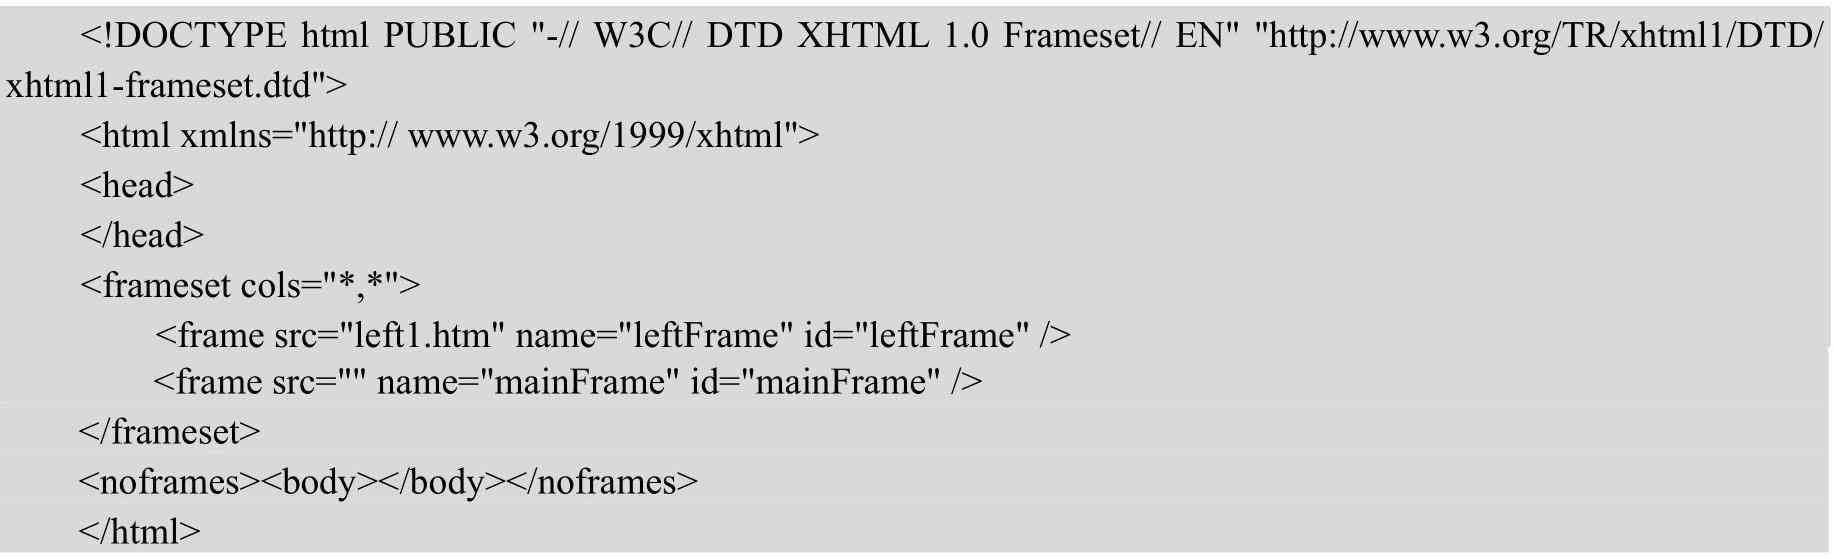 <!DOCTYPE html PUBLIC "-// W3C// DTD XHTML 1.0 Frameset// EN" "http://www.w3.org/TR/xhtml1/DTD/
xhtml1-frameset.dtd">
<html xmlns="http:// www.w3.org/1999/xhtml">
<head>
</head>
<frameset cols="*,*">
<frame src="left1.htm" name="leftFrame" id="leftFrame" />
<frame src="" name="mainFrame" id="mainFrame" />
</frameset>
<noframes><body></body></noframes>
</html>